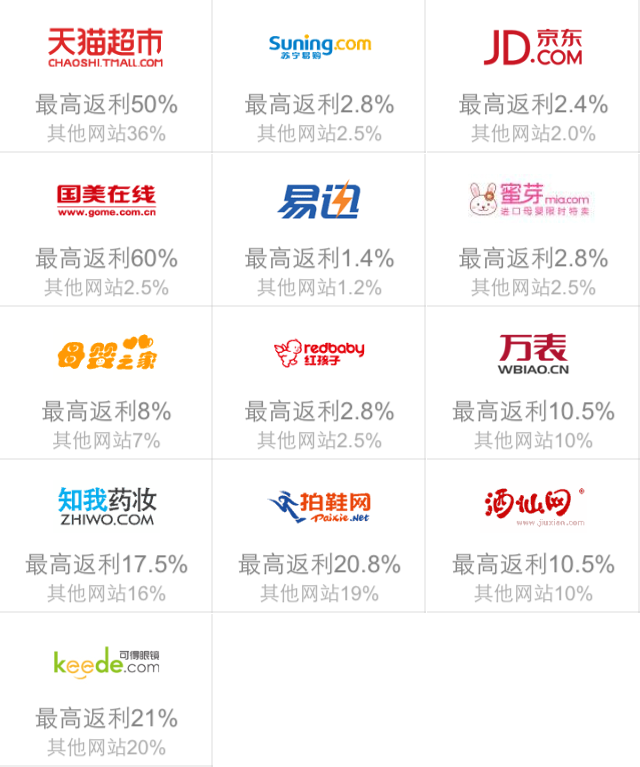 天猫超市
CHAOSHI.TMALL.COM
最高返利50%
其他网站36%
Suning.com
苏宁易购
最高返利2.8%
其他网站2.5%
JD.京东
.COM
最高返利2.4%
其他网站2.0%
国美在线
www.gome.com.cn
最高返利60%
其他网站2.5%
易迅
最高返利1.4%
其他网站1.2%
蜜芽mia.com
进口母婴限时特卖
最高返利2.8%
其他网站2.5%
母婴之家
最高返利8%
其他网站7%
redbaby
红孩子
最高返利2.8%
其他网站2.5%
万表
WBIAO.CN
最高返利10.5%
其他网站10%
知我药妆
ZHIWO.COM
最高返利17.5%
其他网站16%
拍鞋网
Paixie.Net
最高返利20.8%
其他网站19%
酒仙网®
www.jiuxian.com
最高返利10.5%
其他网站10%
可得眼镜
keede.com
最高返利21%
其他网站20%